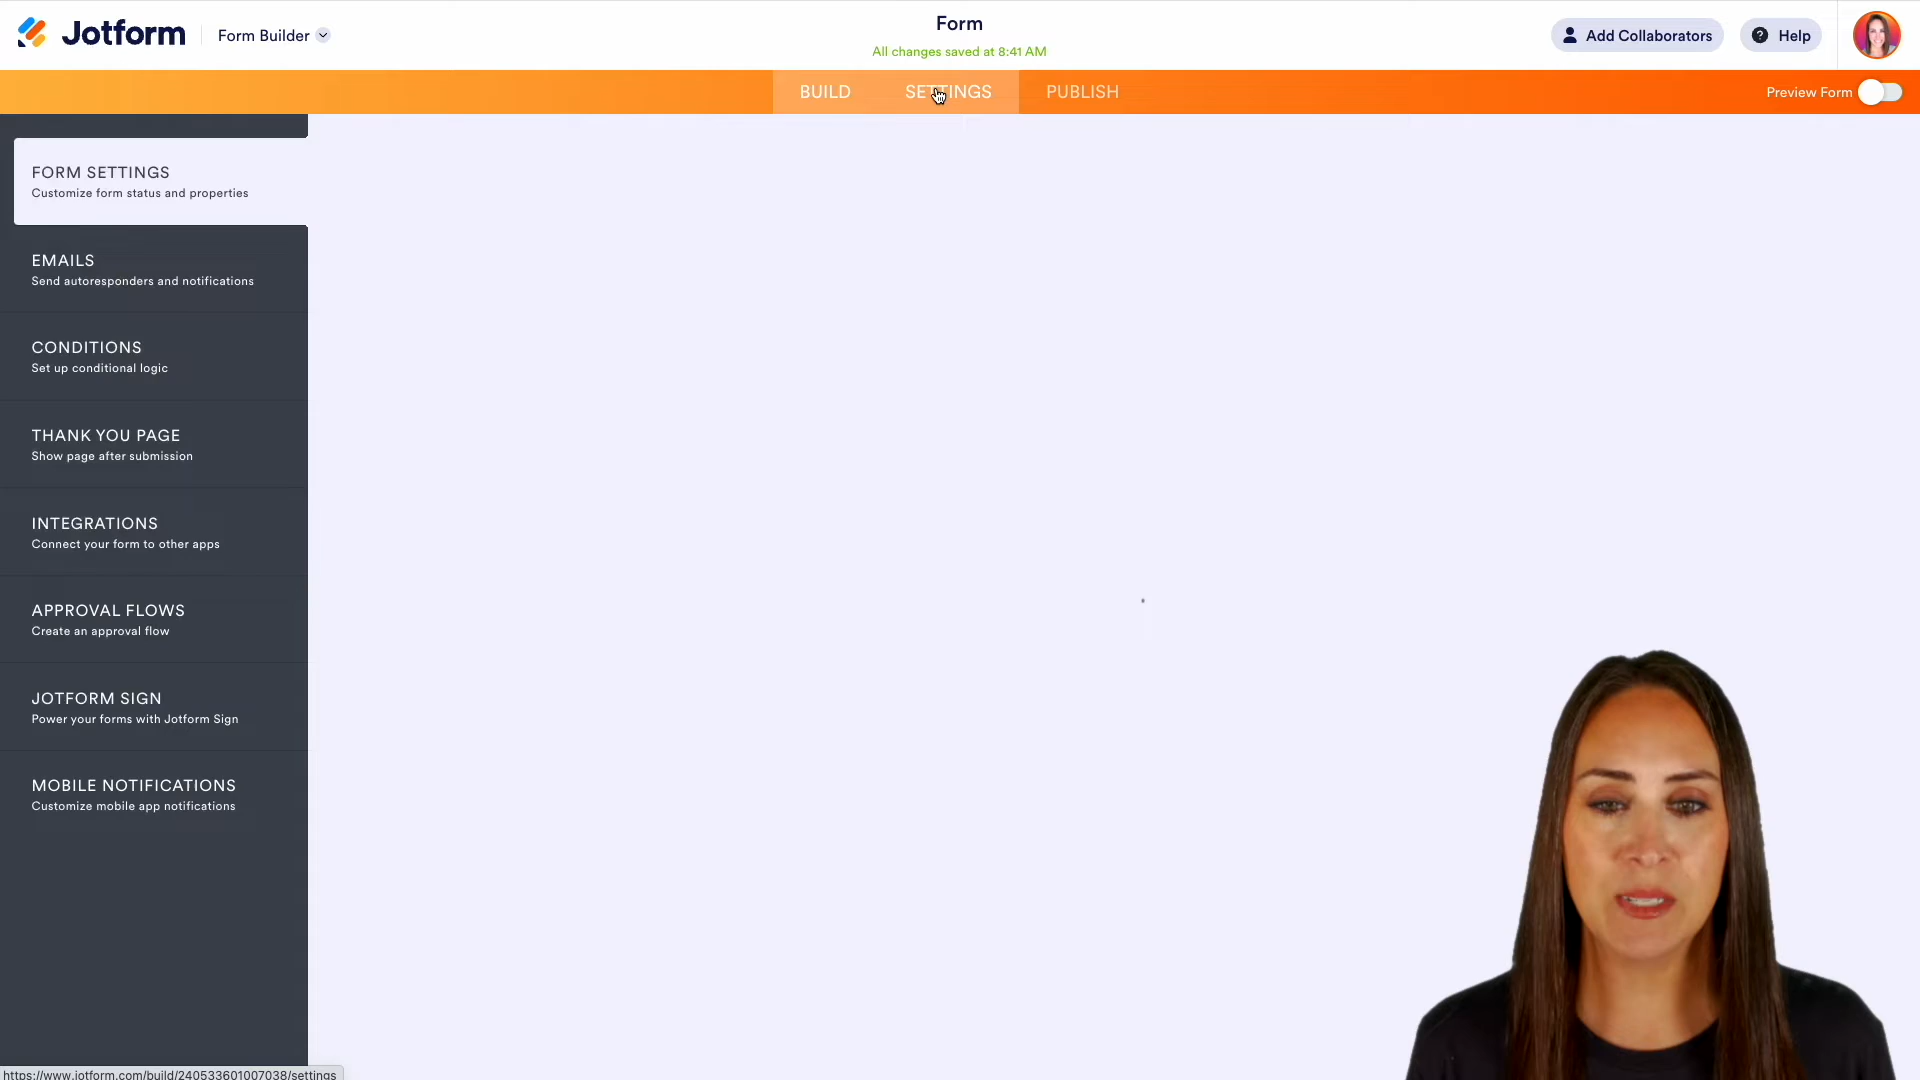 Jotform
Form Builder
Form
All changes saved at 8:41 AM
Add Collaborators
Help
BUILD
SETTINGS
PUBLISH
Preview Form
FORM SETTINGS
Customize form status and properties
EMAILS
Send autoresponders and notifications
CONDITIONS
Set up conditional logic
THANK YOU PAGE
Show page after submission
INTEGRATIONS
Connect your form to other apps
APPROVAL FLOWS
Create an approval flow
JOTFORM SIGN
Power your forms with Jotform Sign
MOBILE NOTIFICATIONS
Customize mobile app notifications
https://www.jotform.com/build/240533601007038/settings